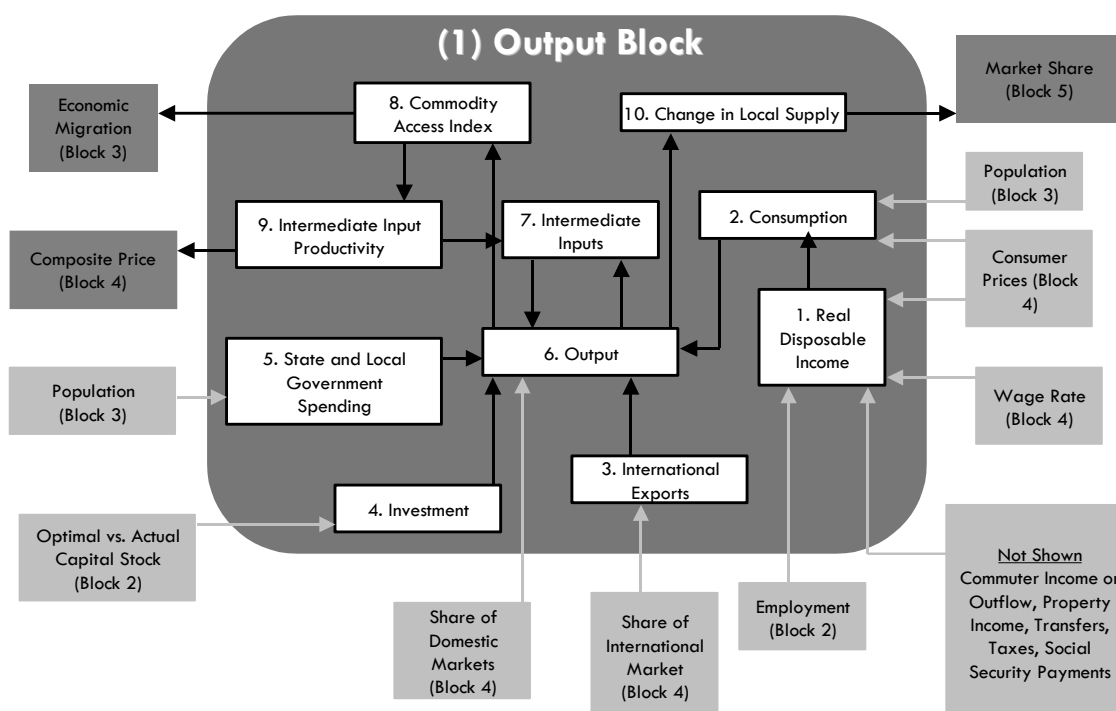 (1) Output Block
Economic
Migration
(Block 3)
8. Commodity
Access Index
10. Change in Local Supply
Market Share
(Block 5)
Population
(Block 3)
9. Intermediate Input
Productivity
7. Intermediate
Inputs
2. Consumption
Composite Price
(Block 4)
Consumer
Prices (Block
4)
1. Real
Disposable
Income
6. Output
5. State and Local
Government
Spending
Population
(Block 3)
Wage Rate
(Block 4)
3. International
Exports
4. Investment
Optimal vs. Actual
Capital Stock
(Block 2)
Share of
Domestic
Markets
(Block 4)
Share of
International
Market
(Block 4)
Employment
(Block 2)
Not Shown
Commuter Income or
Outflow, Property
Income, Transfers,
Taxes, Social
Security Payments